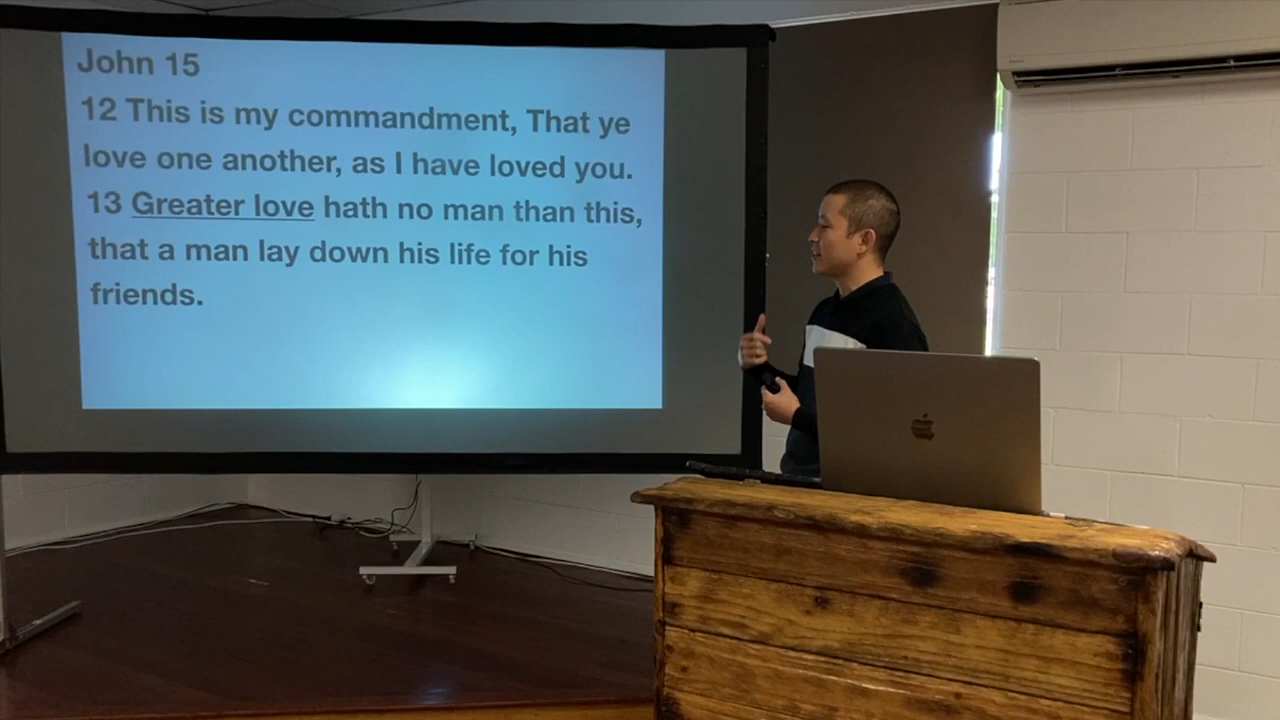 John 15
12 This is my commandment, That ye
love one another, as I have loved you.
13 Greater love hath no man than this,
that a man lay down his life for his
friends.